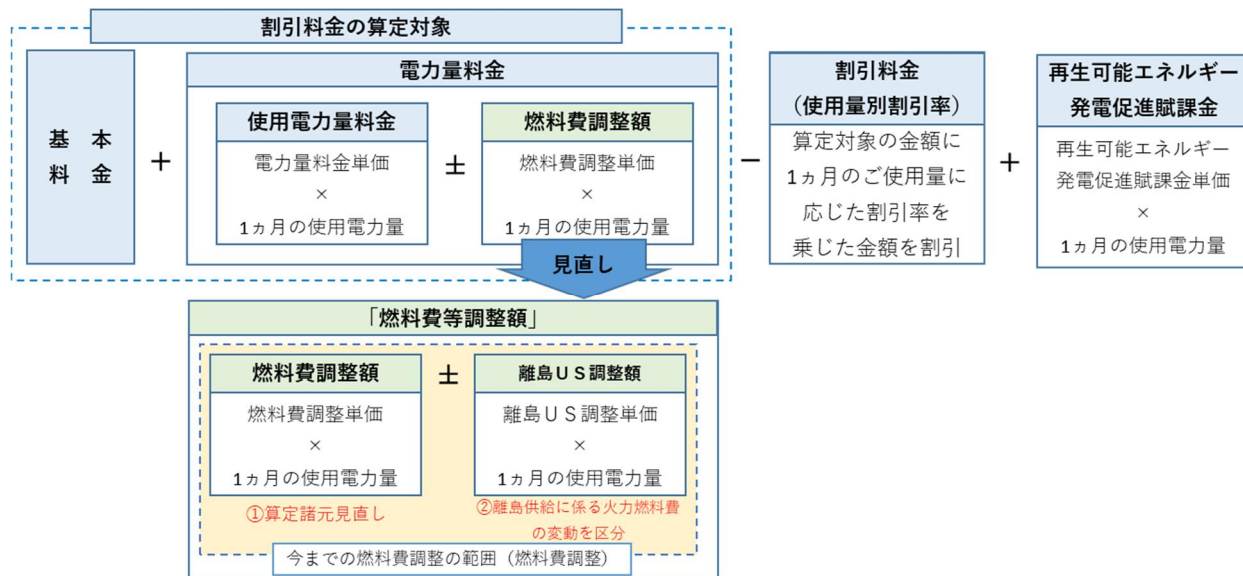 割引料金の算定対象
基 本
料 金
＋
電力量料金
使用電力量料金
電力量料金単価
×
1ヵ月の使用電力量
±
燃料費調整額
燃料費調整単価
×
1ヵ月の使用電力量
−
割引料金
（使用量別割引率）
算定対象の金額に
1ヵ月のご使用量に
応じた割引率を
乗じた金額を割引
＋
再生可能エネルギー
発電促進賦課金
再生可能エネルギー
発電促進賦課金単価
×
1ヵ月の使用電力量
見直し
「燃料費等調整額」
燃料費調整額
燃料費調整単価
×
1ヵ月の使用電力量
①算定諸元見直し
±
離島ＵＳ調整額
離島ＵＳ調整単価
×
1ヵ月の使用電力量
②離島供給に係る火力燃料費
の変動を区分
今までの燃料費調整の範囲（燃料費調整）